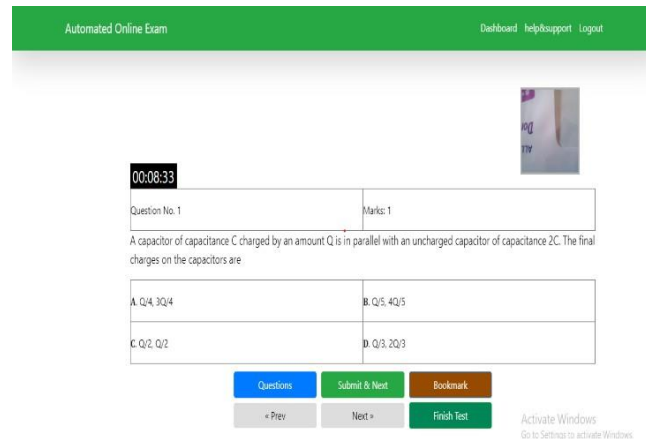 Automated Online Exam
Dashboard help&support Logout
00:08:33
Question No. 1
Marks: 1
A capacitor of capacitance C charged by an amount Q is in parallel with an uncharged capacitor of capacitance 2C. The final
charges on the capacitors are
A. Q/4, 3Q/4
B. Q/5, 4Q/5
C. Q/2, Q/2
D. Q/3, 2Q/3
Questions
Submit & Next
Bookmark
« Prev
Next »
Finish Test
Activate Windows
Go to Settings to activate Windows